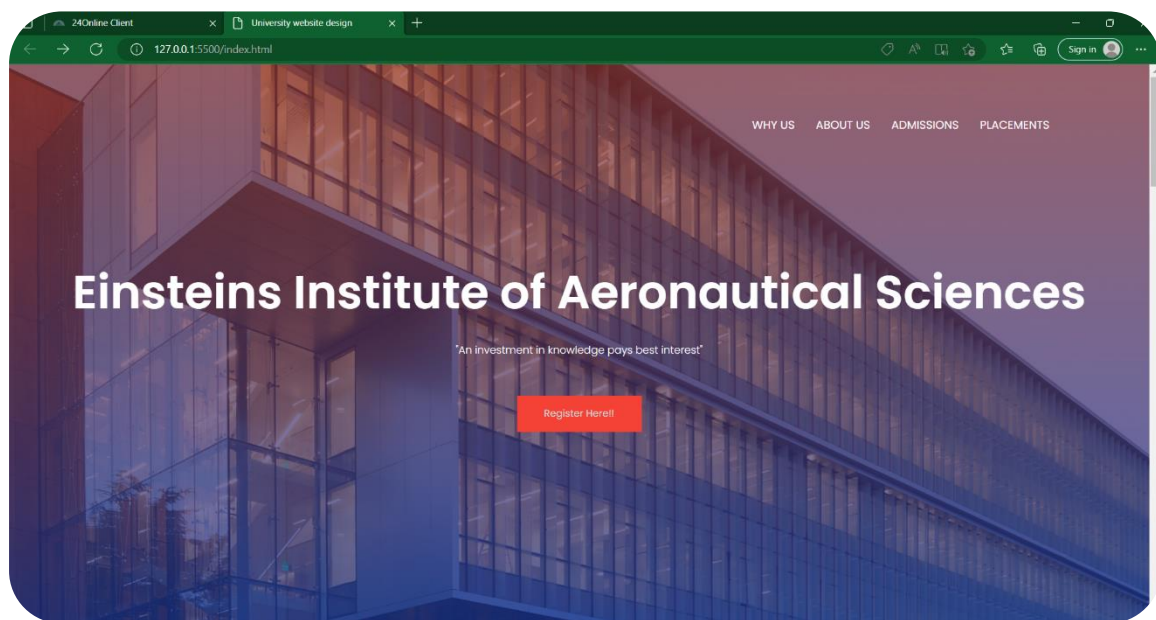 24Online Client
University website design
127.0.0.1:5500/index.html
Sign in
WHY US ABOUT US ADMISSIONS PLACEMENTS
Einsteins Institute of Aeronautical Sciences
"An investment in knowledge pays best interest"
Register Here!!